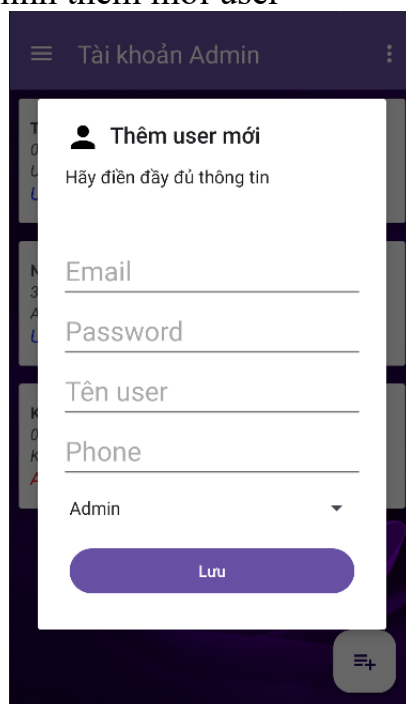 Tài khoản Admin
Thêm user mới
Hãy điền đầy đủ thông tin
Email
Password
Tên user
Phone
Admin
Lưu